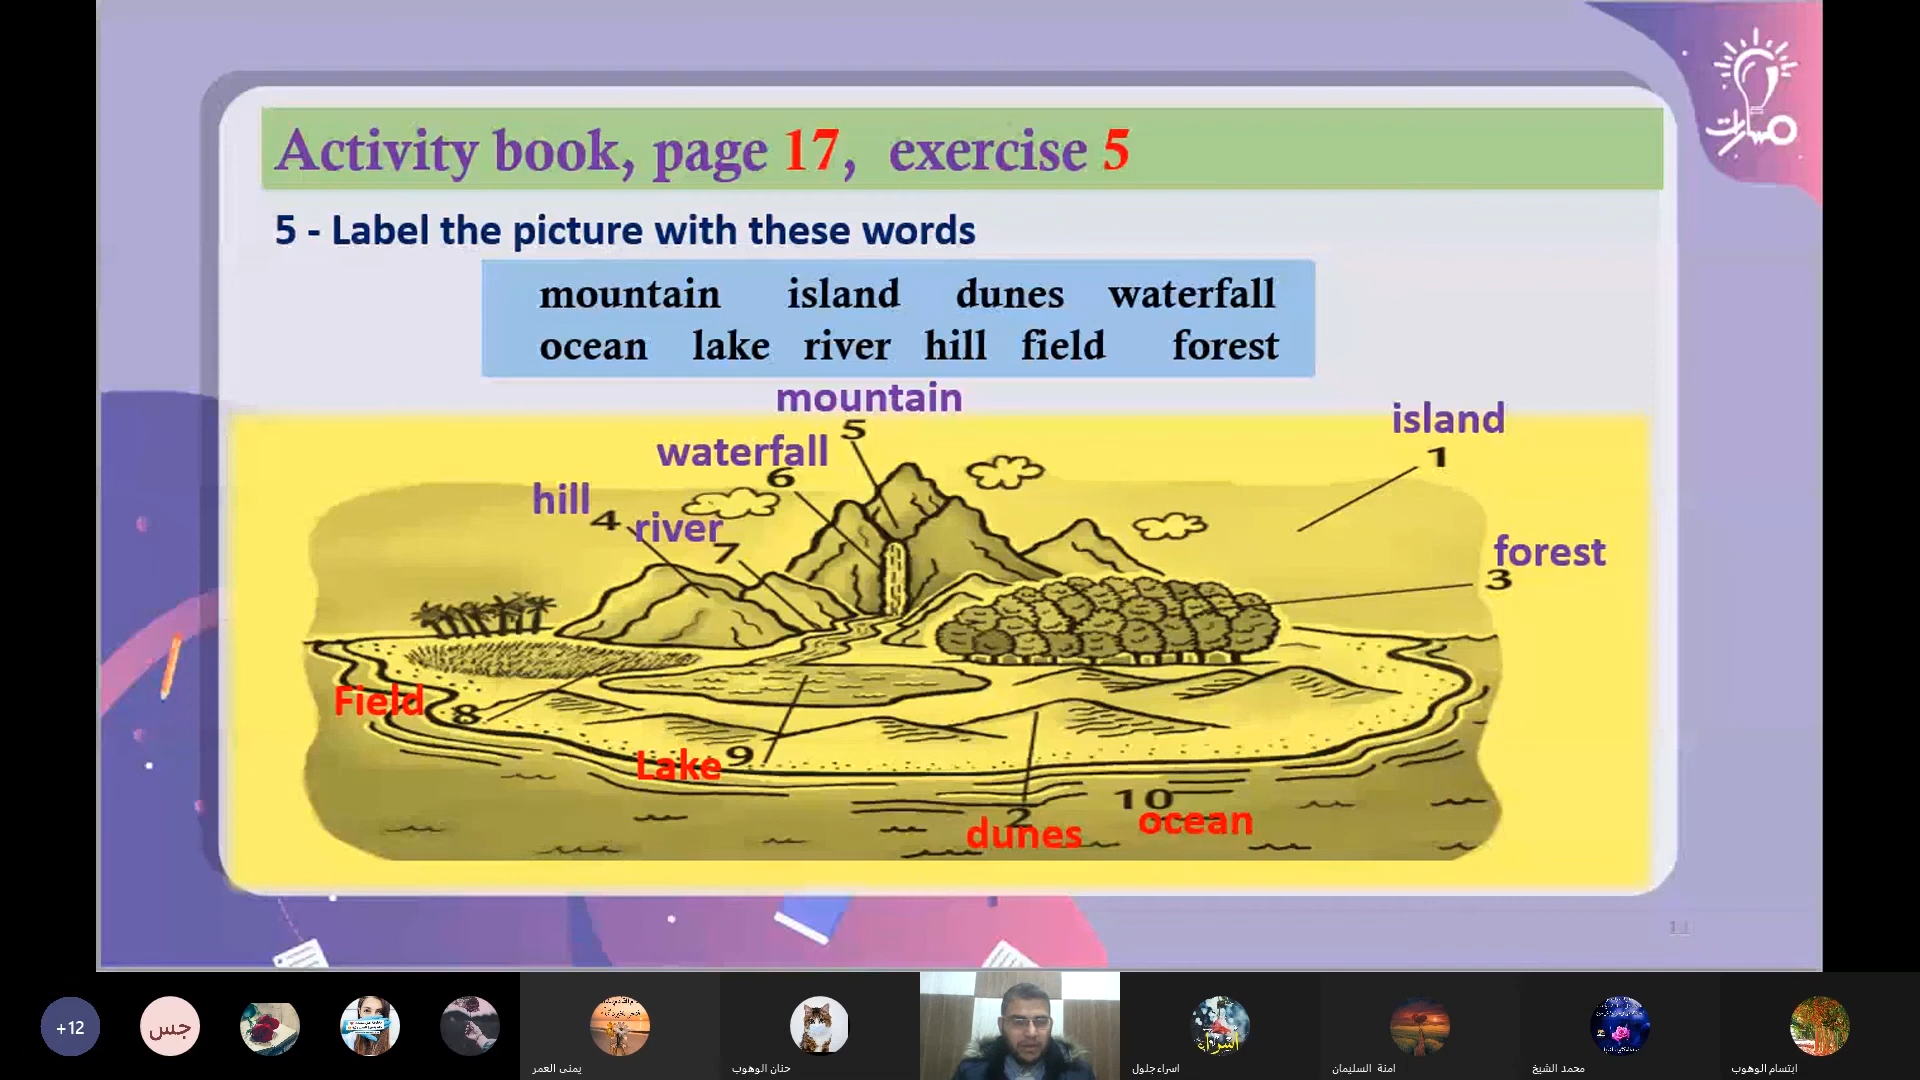 مسارات
Activity book, page 17, exercise 5
5 - Label the picture with these words
mountain island dunes waterfall
ocean lake river hill field forest
mountain
island
5
waterfall
1
6
hill
4
river
7
forest
3
Field
8
Lake
9
10
2
dunes
ocean
+12
جس
يمنى العمر
حنان الوهوب
اسراء جلول
امنة السليمان
محمد الشيخ
ابتسام الوهوب